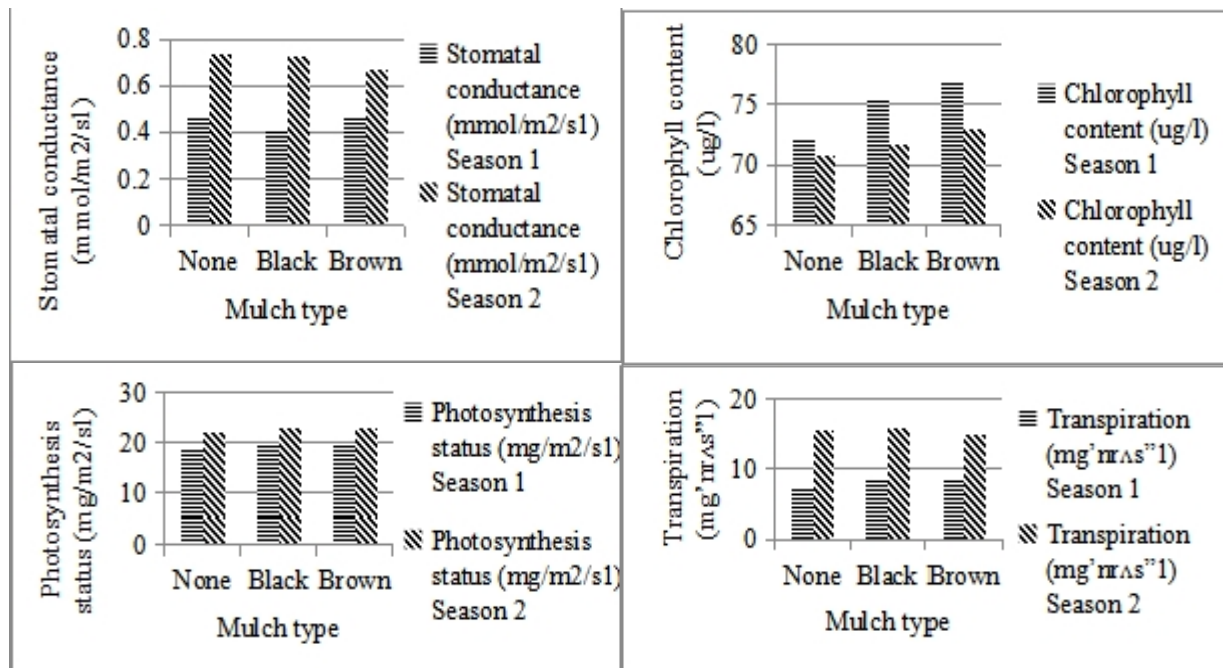 Stomatal conductance
(mmol/m2/s1)
0.8
0.6
0.4
0.2
0
None Black Brown
Mulch type
Stomatal
conductance
(mmol/m2/s1)
Season 1
Stomatal
conductance
(mmol/m2/s1)
Season 2
Chlorophyll content
(ug/l)
80
75
70
65
None Black Brown
Mulch type
Chlorophyll
content (ug/l)
Season 1
Chlorophyll
content (ug/l)
Season 2
Photosynthesis
status (mg/m2/s1)
30
20
10
0
None Black Brown
Mulch type
Photosynthesis
status (mg/m2/s1)
Season 1
Photosynthesis
status (mg/m2/s1)
Season 2
Transpiration
20
10
0
None Black Brown
Mulch type
Transpiration
Season 1
Transpiration
Season 2